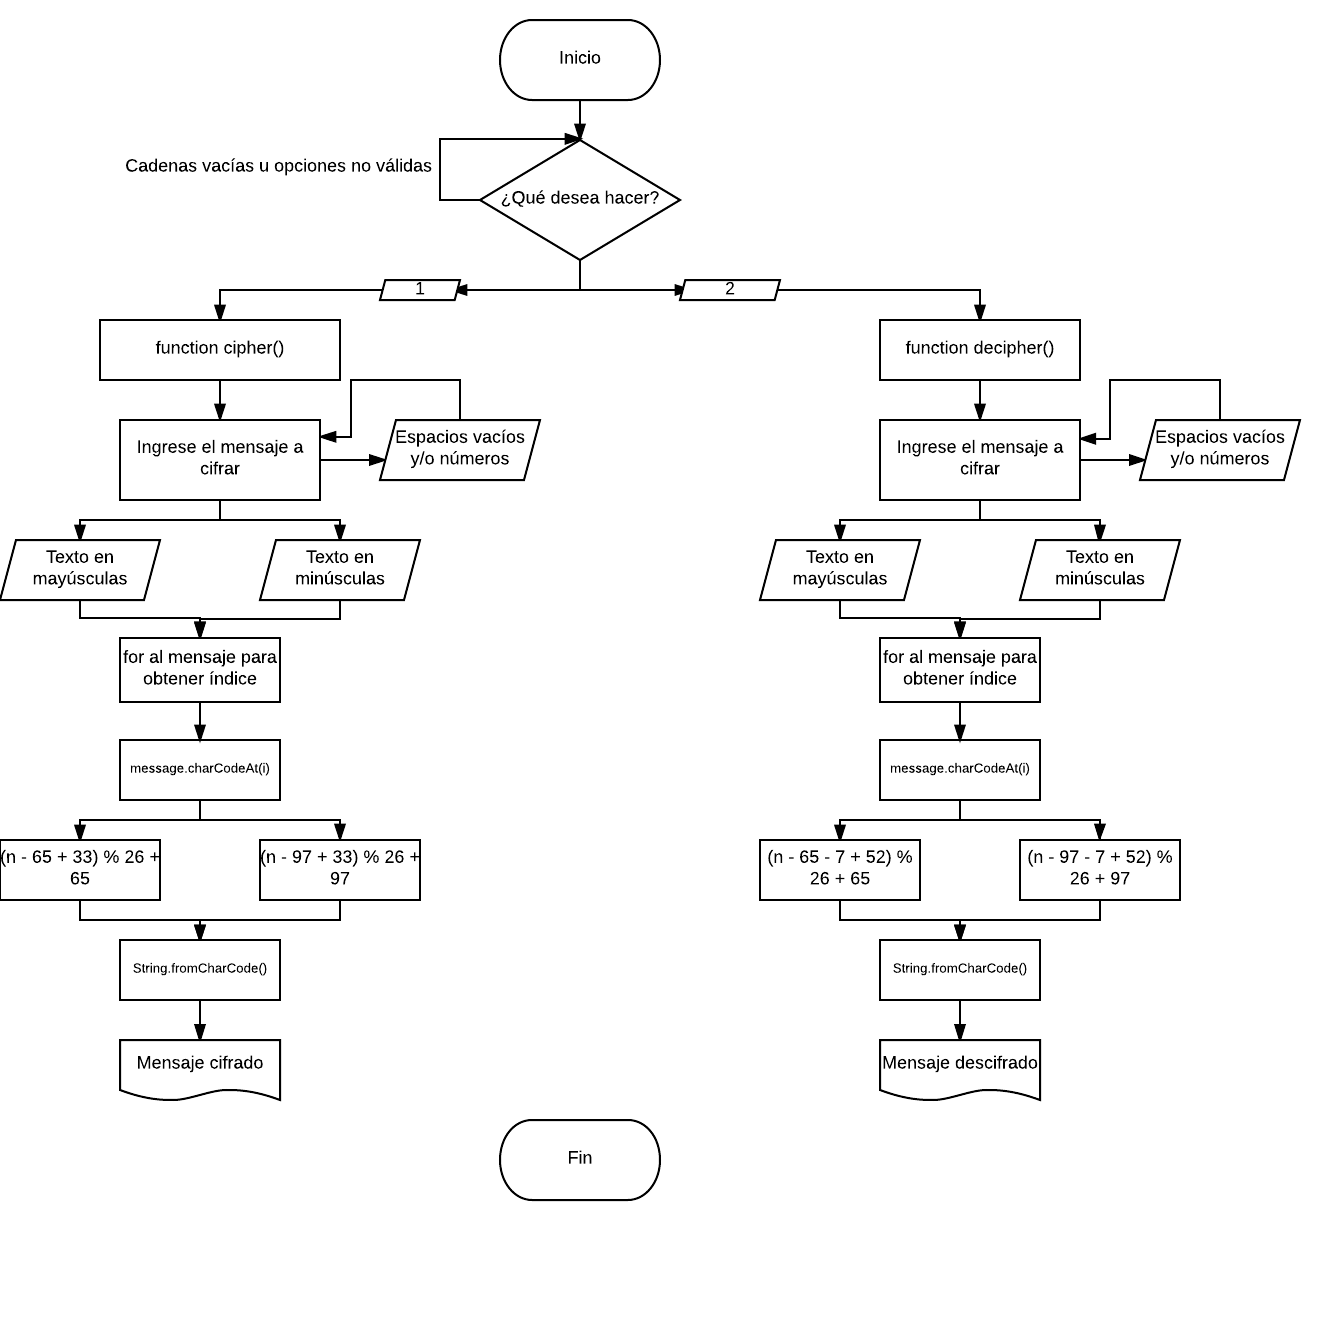 Inicio
Cadenas vacías u opciones no válidas
¿Qué desea hacer?
1
2
function cipher()
function decipher()
Ingrese el mensaje a
cifrar
Espacios vacíos
y/o números
Ingrese el mensaje a
cifrar
Espacios vacíos
y/o números
Texto en
mayúsculas
Texto en
minúsculas
Texto en
mayúsculas
Texto en
minúsculas
for al mensaje para
obtener índice
for al mensaje para
obtener índice
message.charCodeAt(i)
message.charCodeAt(i)
(n - 65 + 33) % 26 +
65
(n - 97 + 33) % 26 +
97
(n - 65 - 7 + 52) %
26 + 65
(n - 97 - 7 + 52) %
26 + 97
String.fromCharCode()
String.fromCharCode()
Mensaje cifrado
Mensaje descifrado
Fin